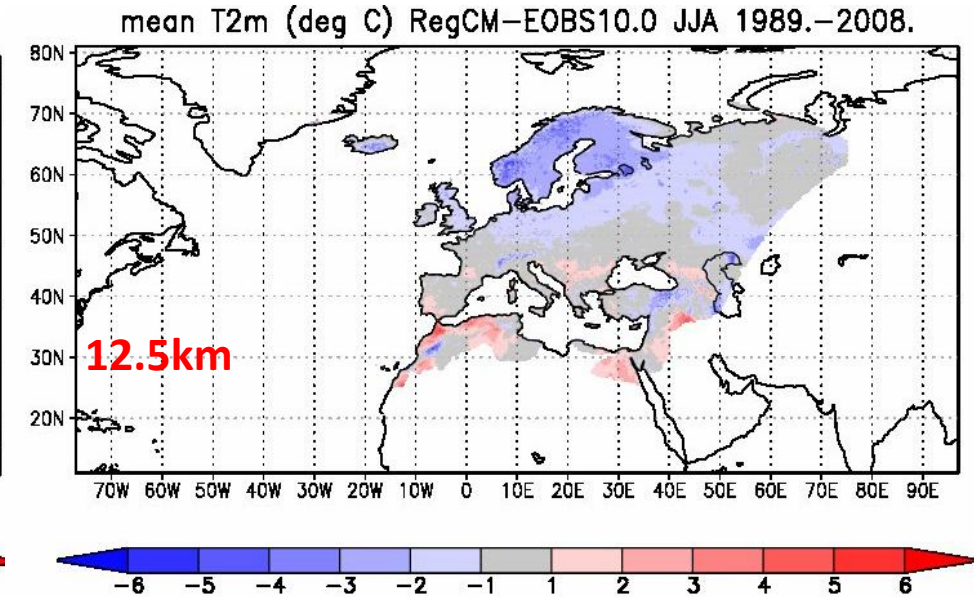 mean T2m (deg C) RegCM-EOBS10.0 JJA 1989.-2008.
80N
70N
60N
50N
40N
30N
20N
12.5km
70W 60W 50W 40W 30W 20W 10W 0 10E 20E 30E 40E 50E 60E 70E 80E 90E
-6 -5 -4 -3 -2 -1 1 2 3 4 5 6